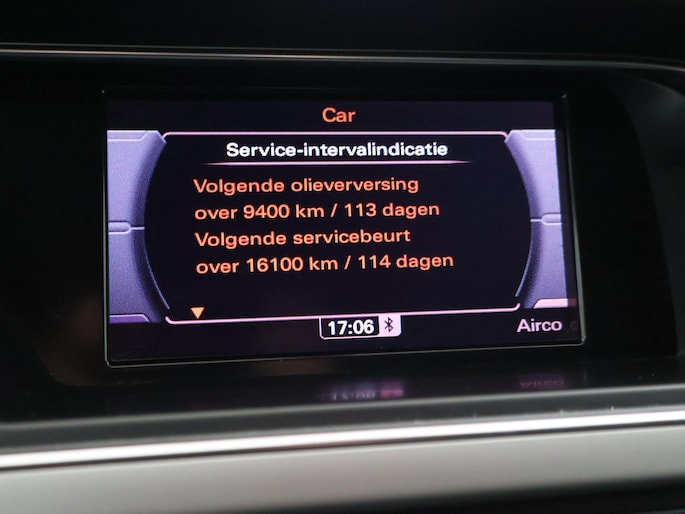 Car
Service-intervalindicatie
Volgende olieverversing
over 9400 km / 113 dagen
Volgende servicebeurt
over 16100 km / 114 dagen
17:06
Airco